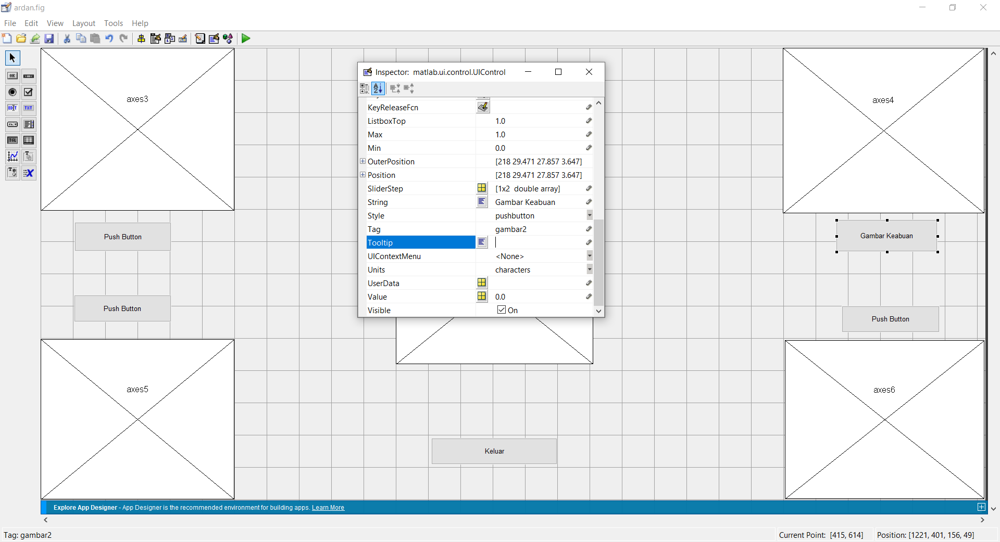 ardan.fig
File Edit View Layout Tools Help
OK
EDIT TXT
TGL
axes3
axes4
Inspector: matlab.ui.control.UIControl
KeyReleaseFcn
ListboxTop 1.0
Max 1.0
Min 0.0
OuterPosition [218 29.471 27.857 3.647]
Position [218 29.471 27.857 3.647]
SliderStep [1x2 double array]
String Gambar Keabuan
Style pushbutton
Tag gambar2
Tooltip
UIContextMenu <None>
Units characters
UserData
Value 0.0
Visible On
Push Button
Gambar Keabuan
Push Button
Push Button
axes5
axes6
Keluar
Explore App Designer - App Designer is the recommended environment for building apps. Learn More
Tag: gambar2
Current Point: [415, 614] Position: [1221, 401, 156, 49]